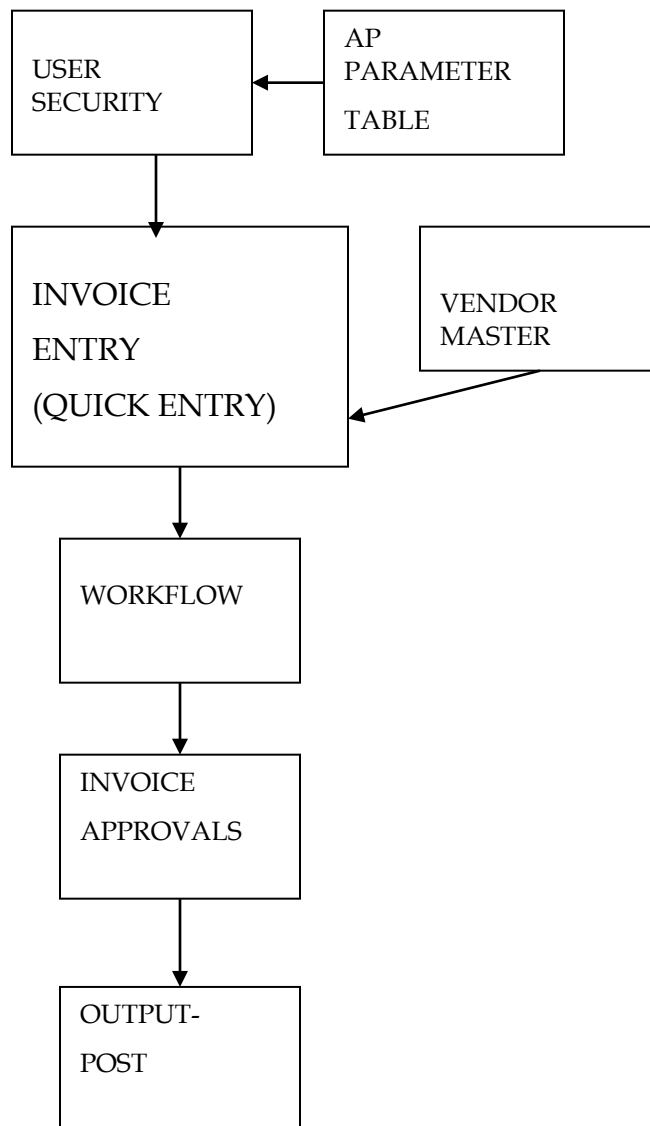 USER
SECURITY
AP
PARAMETER
TABLE
INVOICE
ENTRY
(QUICK ENTRY)
VENDOR
MASTER
WORKFLOW
INVOICE
APPROVALS
OUTPUT-
POST